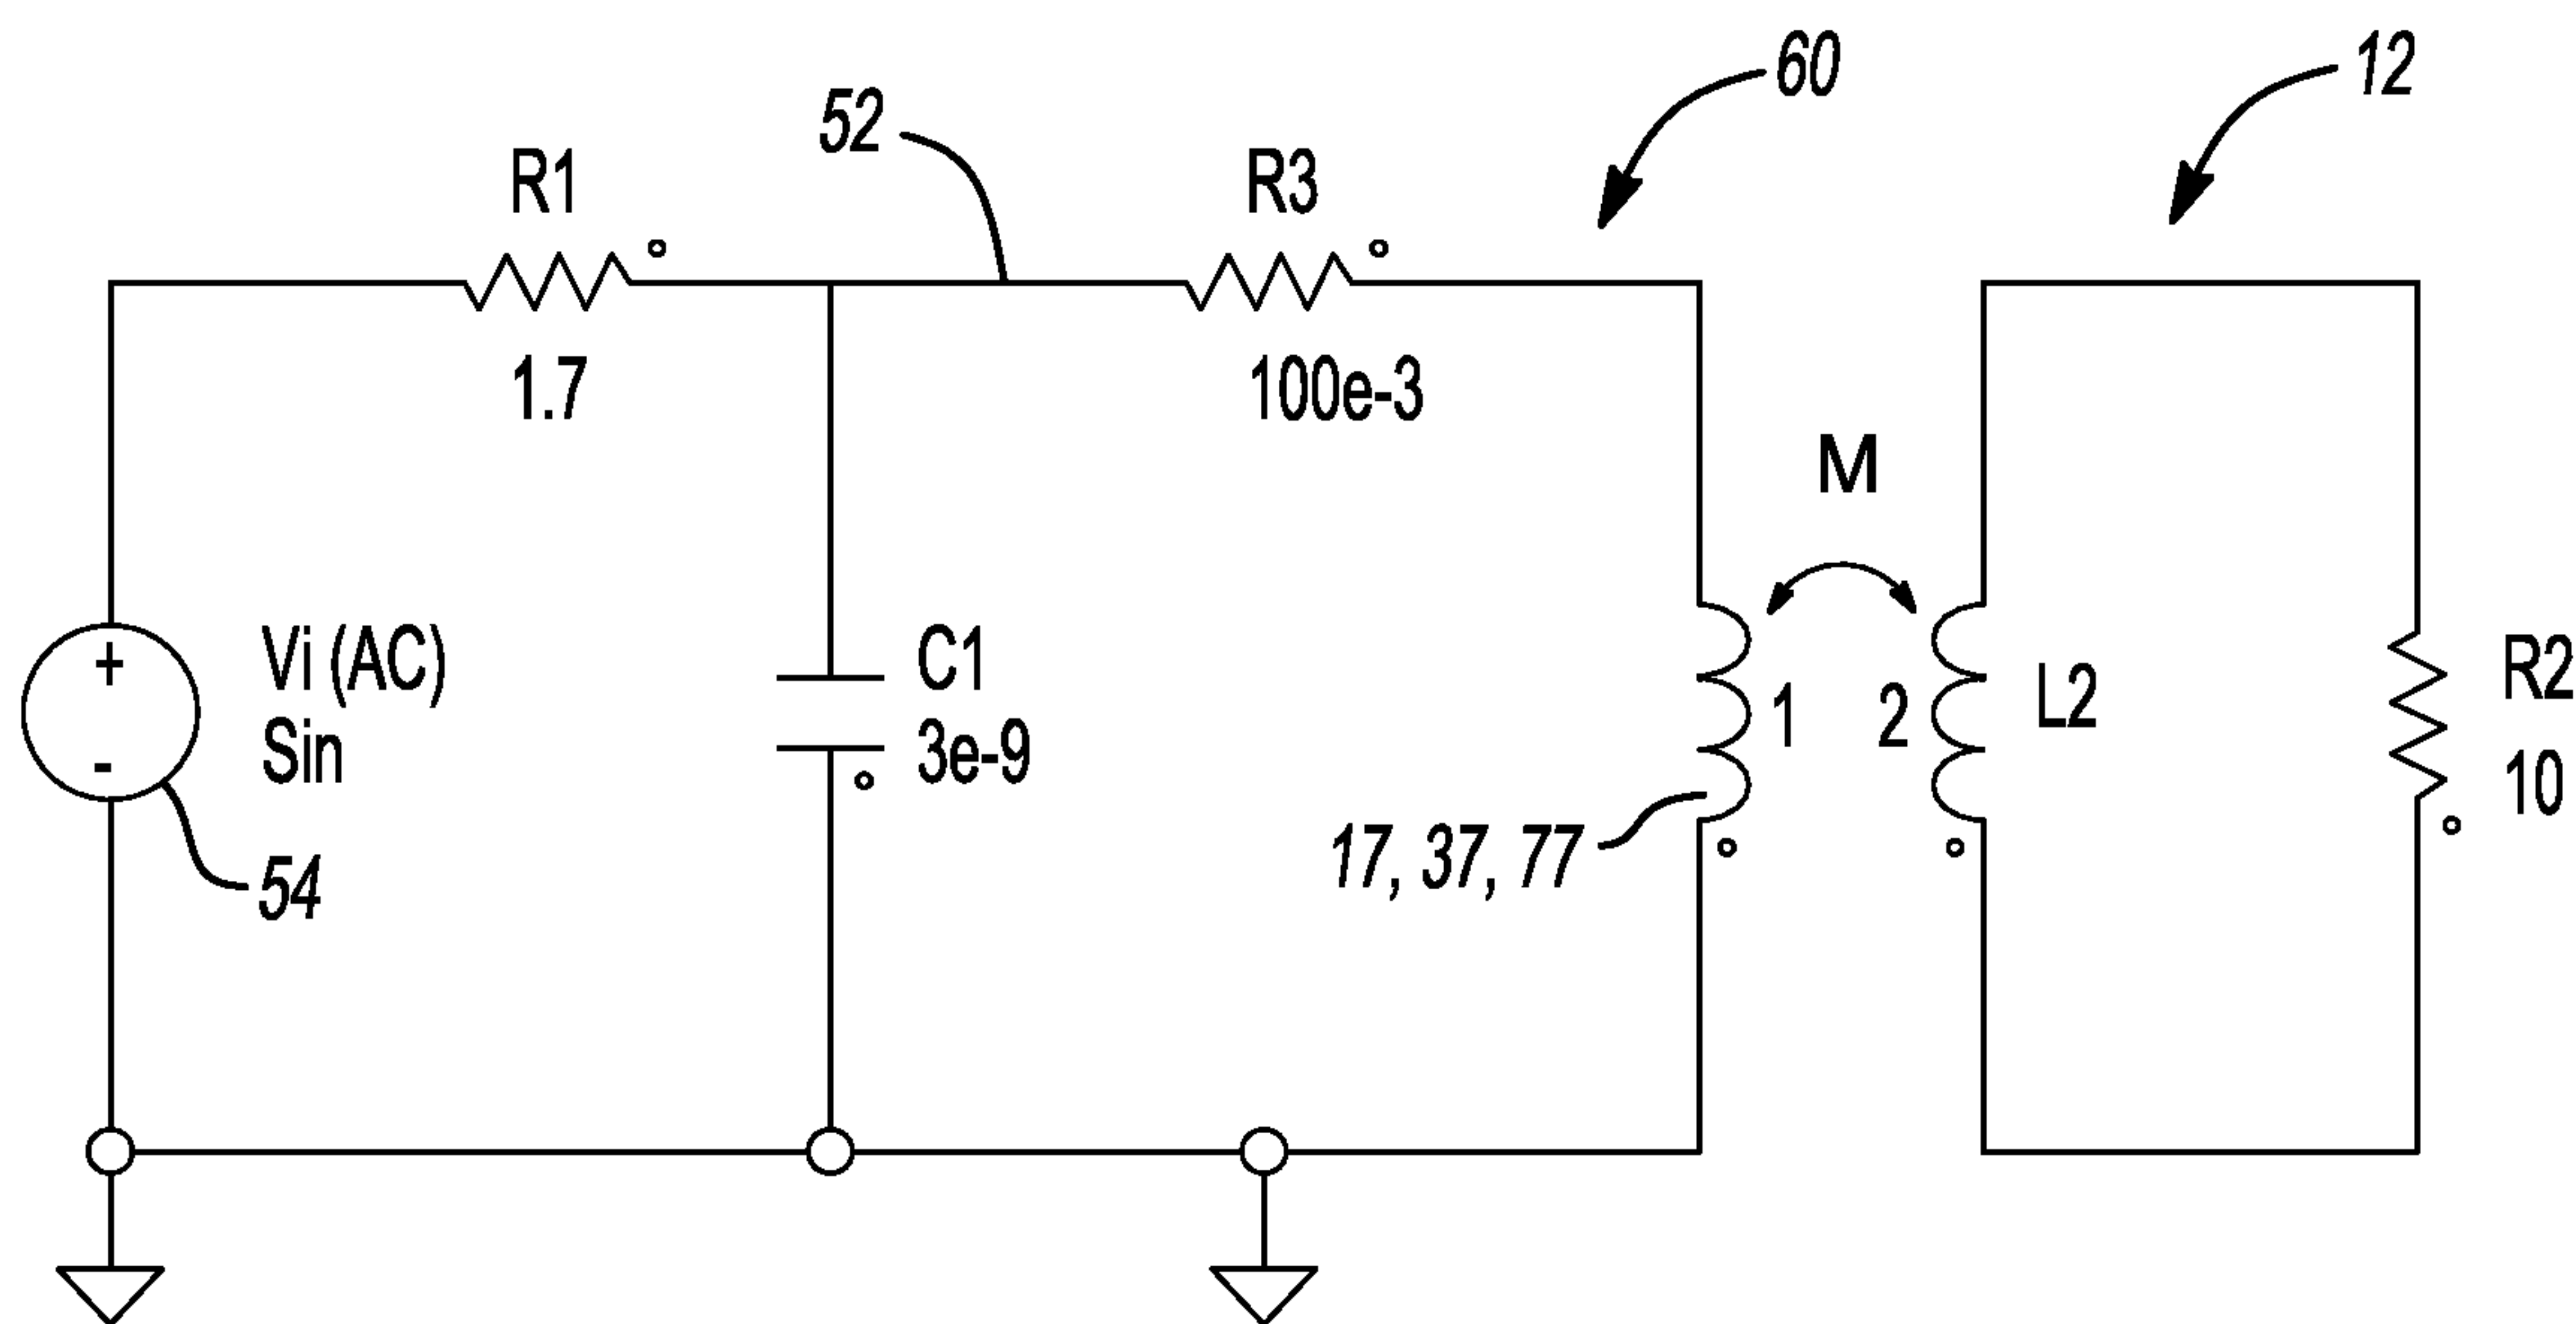 60
12
52
R1
R3
1.7
100e-3
M
+
Vi (AC)
Sin
-
C1
3e-9
1
2
L2
R2
10
17, 37, 77
54